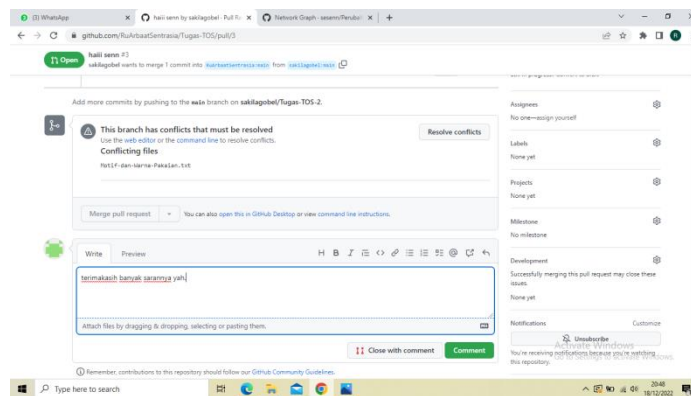 (3) WhatsApp
haiii senn by sakilagobel · Pull Re
Network Graph · sesenn/Perubah
github.com/RuArbaatSentrasia/Tugas-TOS/pull/3
Open
haiii senn #3
sakilagobel wants to merge 1 commit into RuArbaatSentrasia:main from sakilagobel:main
Add more commits by pushing to the main branch on sakilagobel/Tugas-TOS-2.
This branch has conflicts that must be resolved
Use the web editor or the command line to resolve conflicts.
Resolve conflicts
Conflicting files
Motif-dan-Warna-Pakaian.txt
Merge pull request
You can also open this in GitHub Desktop or view command line instructions.
Write
Preview
terimakasih banyak sarannya yah.
Attach files by dragging & dropping, selecting or pasting them.
Close with comment
Comment
Remember, contributions to this repository should follow our GitHub Community Guidelines.
Assignees
No one—assign yourself
Labels
None yet
Projects
None yet
Milestone
No milestone
Development
Successfully merging this pull request may close these
issues.
None yet
Notifications
Customize
Unsubscribe
You're receiving notifications because you're watching
this repository.
Activate Windows
Go to Settings to activate Windows.
Type here to search
20:48
18/12/2022